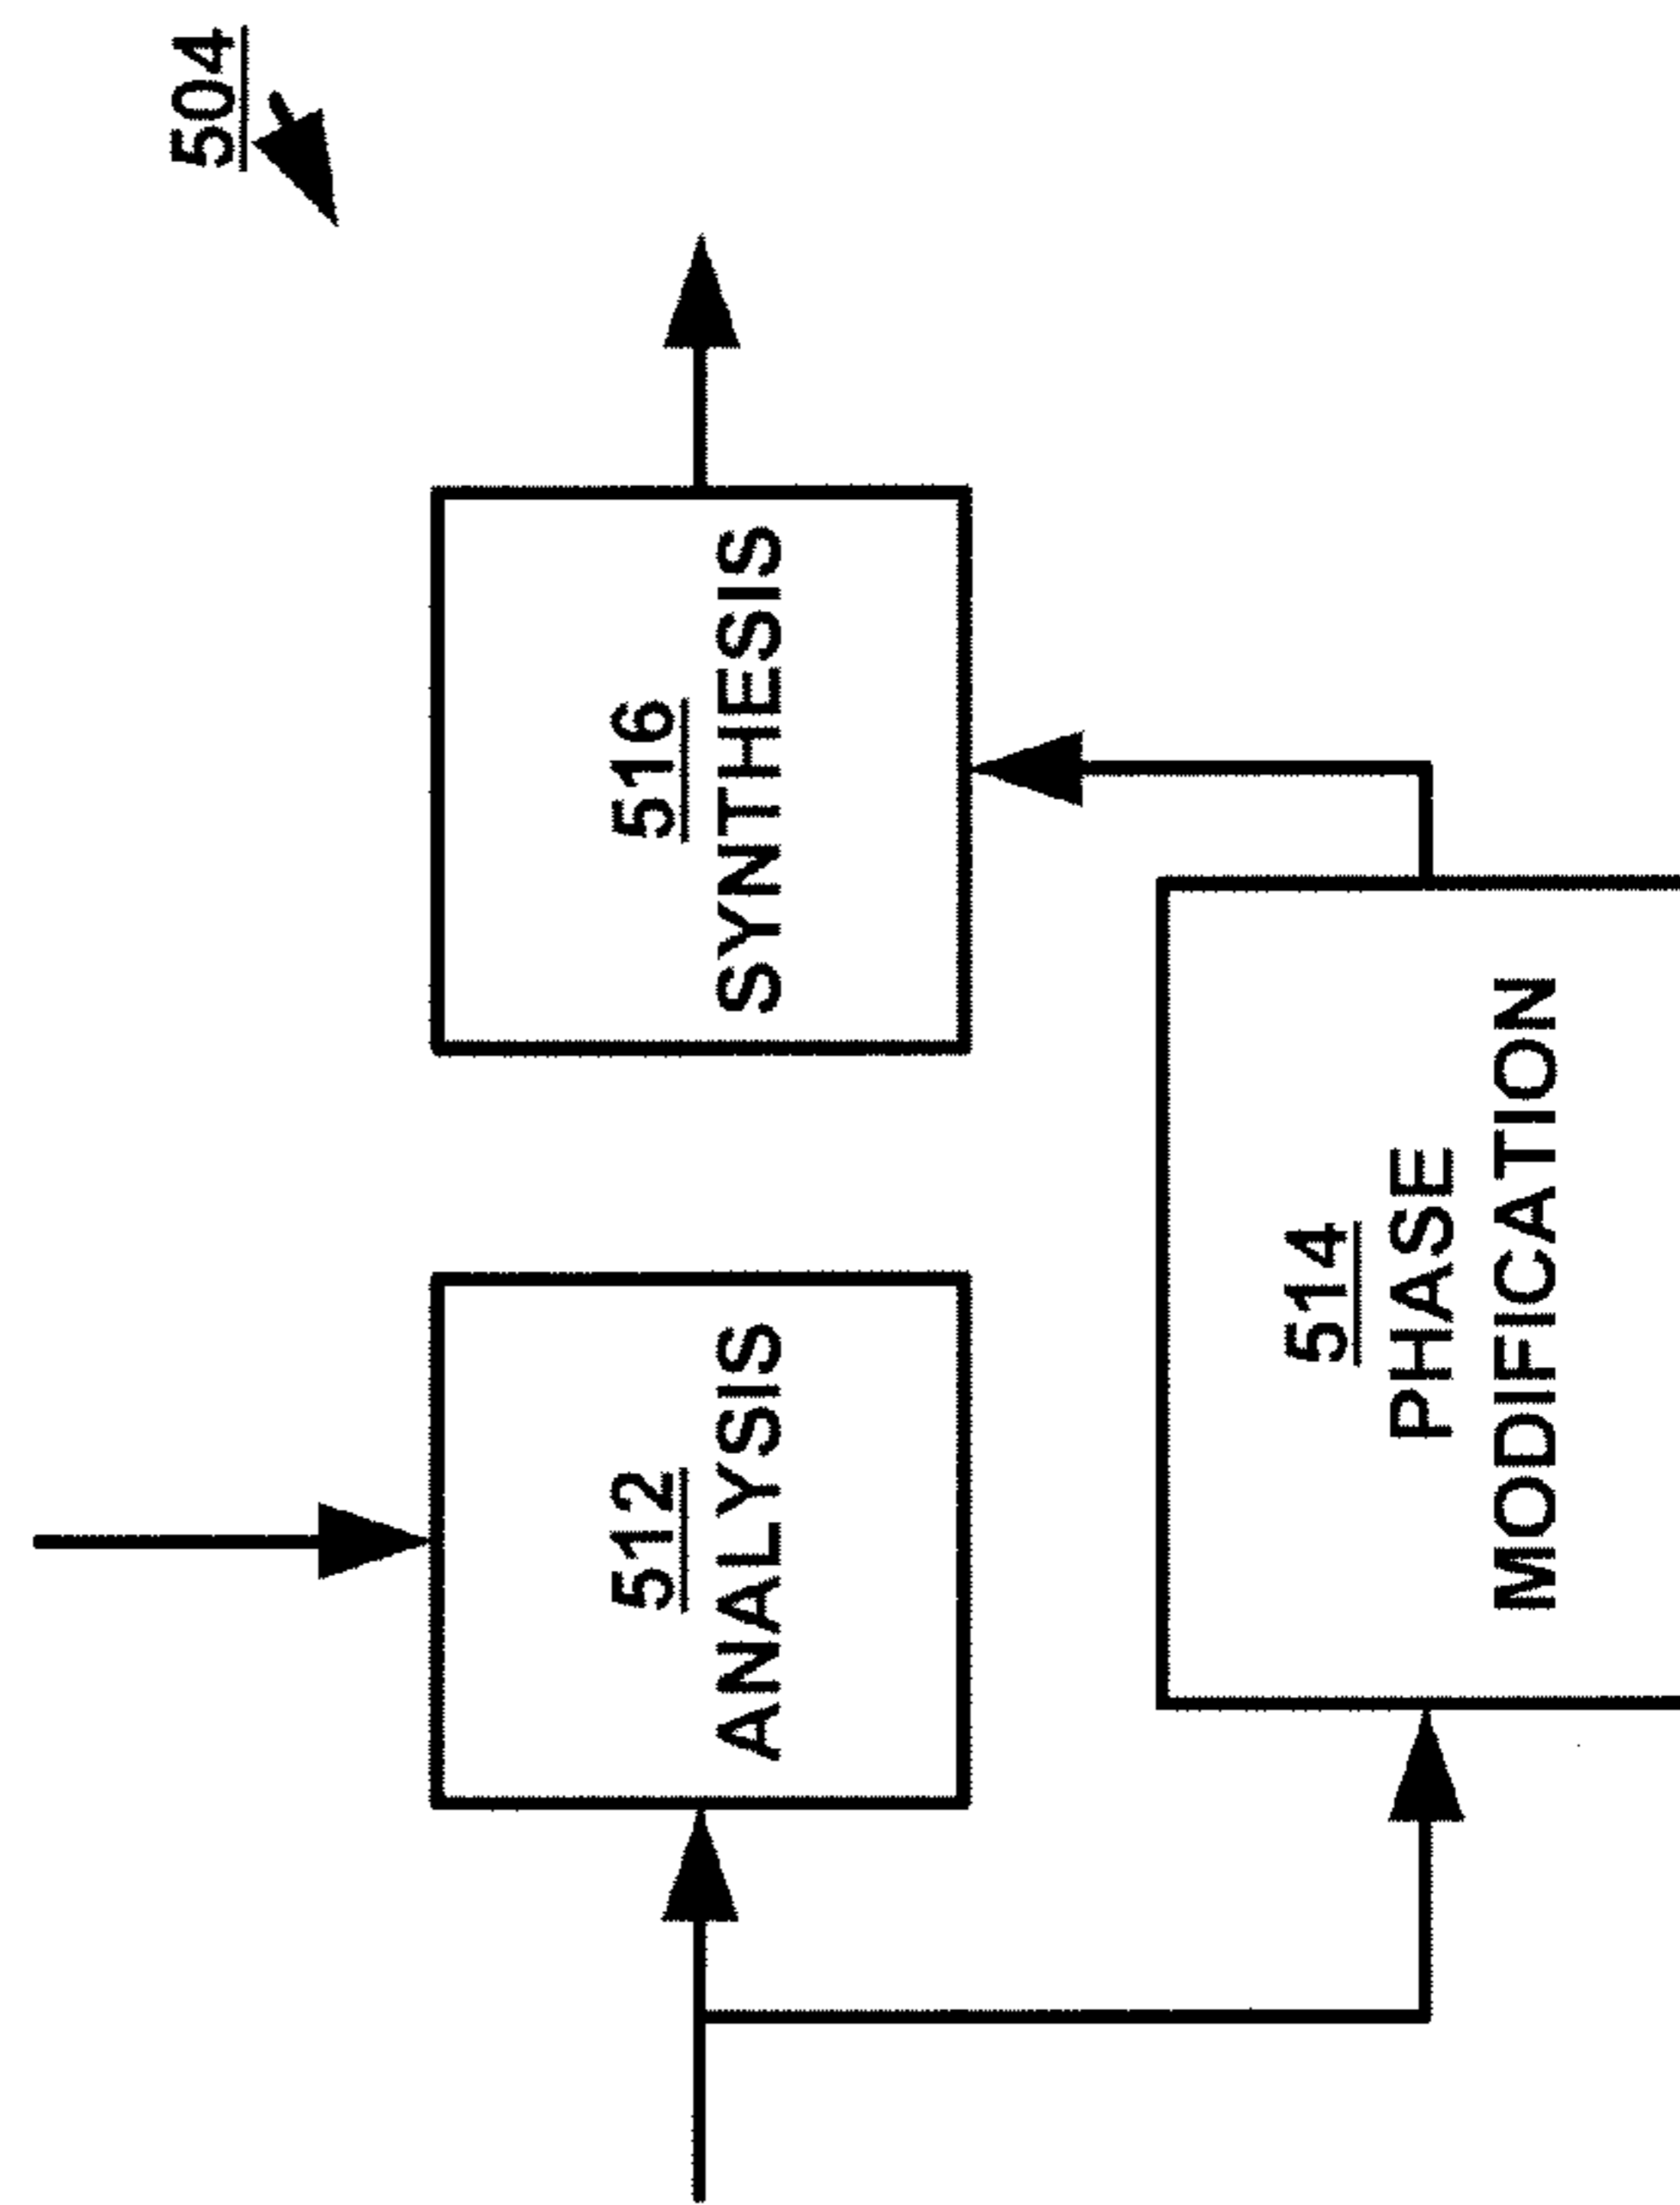 504
512
ANALYSIS
516
SYNTHESIS
514
PHASE
MODIFICATION